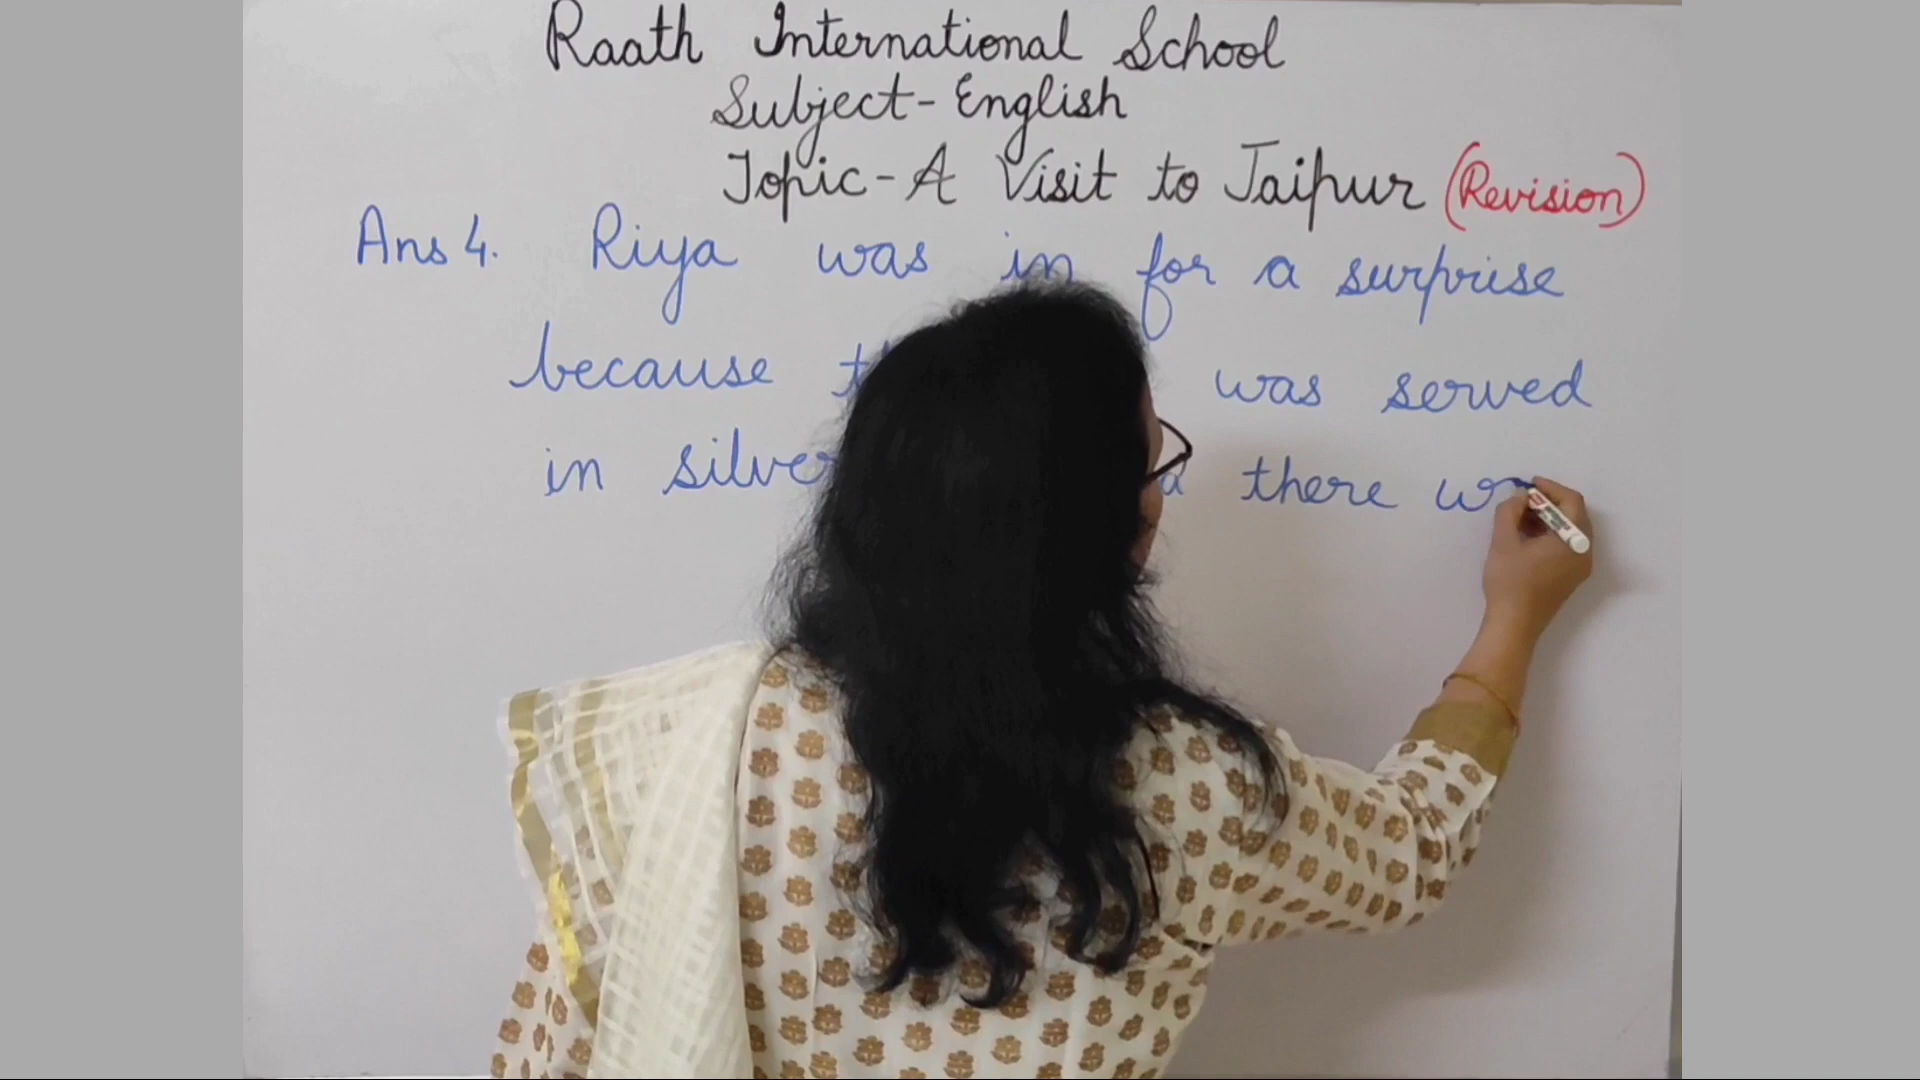 Raath International School
Subject - English
Topic - A Visit to Jaipur (Revision)
Ans 4. Riya was in for a surprise
because was served
in silver there